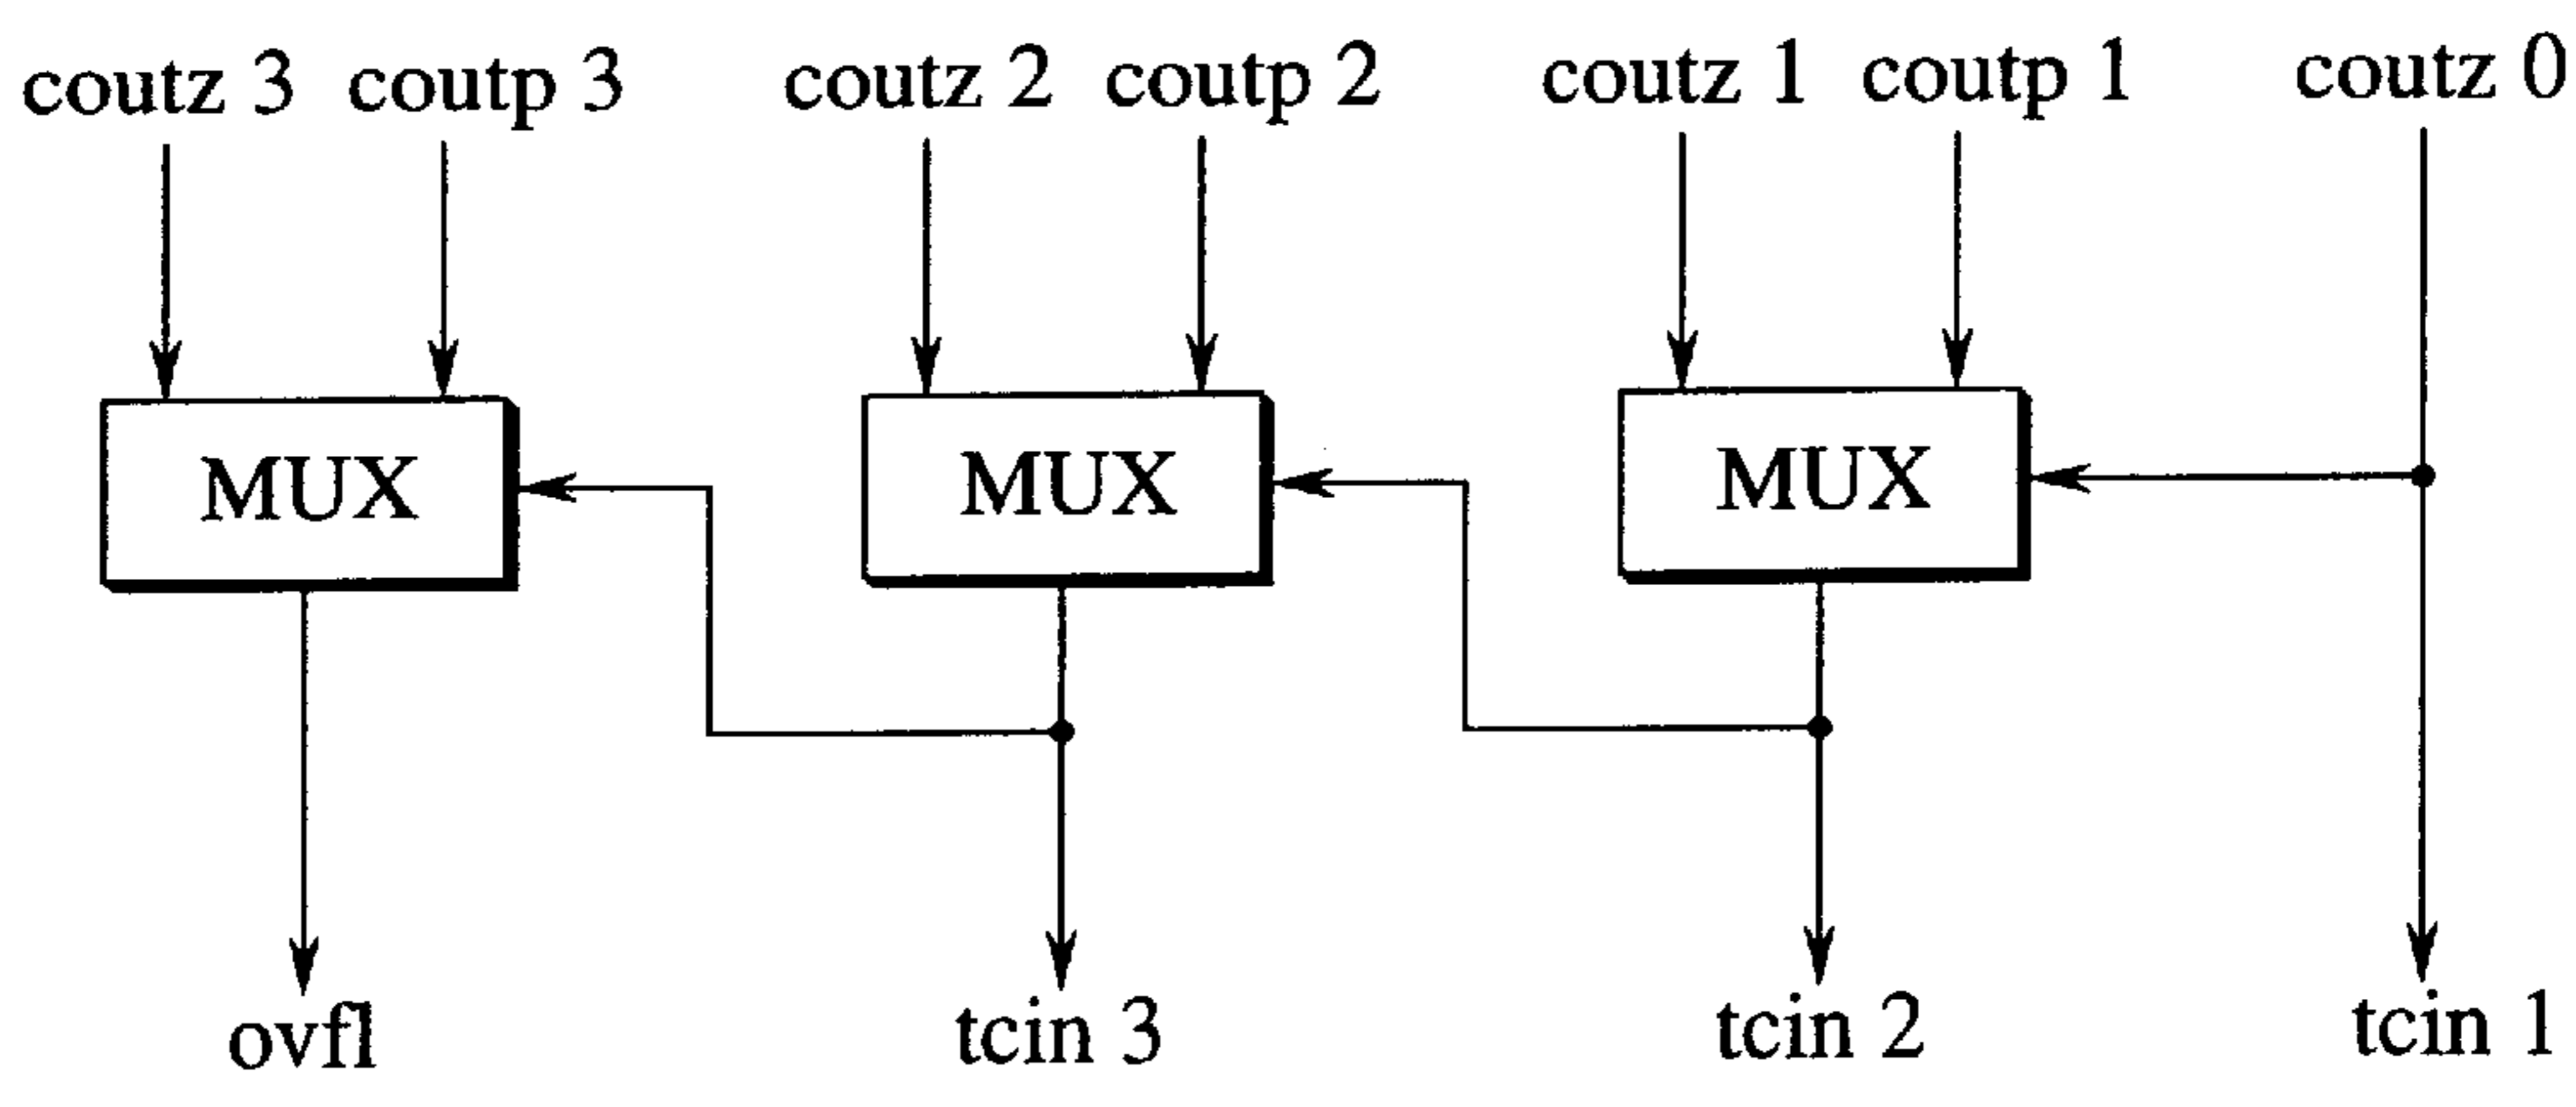 coutz 3 coutp 3 coutz 2 coutp 2 coutz 1 coutp 1 coutz 0
MUX MUX MUX
ovfl tcin 3 tcin 2 tcin 1